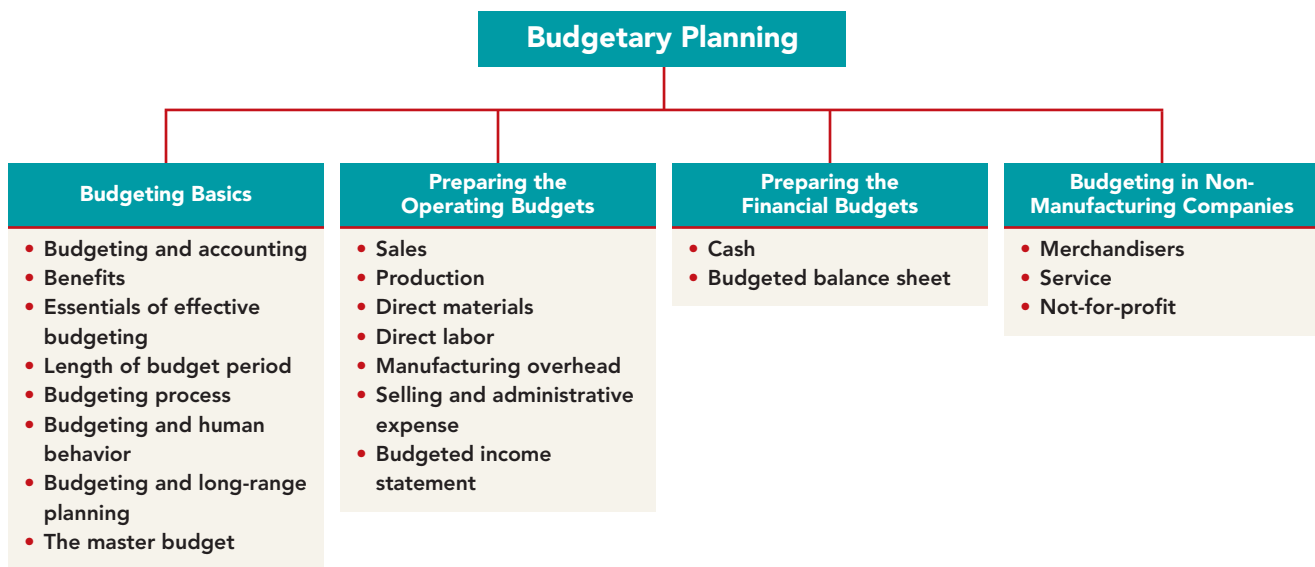 Budgetary Planning
Budgeting Basics
• Budgeting and accounting
• Benefits
• Essentials of effective
budgeting
• Length of budget period
• Budgeting process
• Budgeting and human
behavior
• Budgeting and long-range
planning
• The master budget
Preparing the
Operating Budgets
• Sales
• Production
• Direct materials
• Direct labor
• Manufacturing overhead
• Selling and administrative
expense
• Budgeted income
statement
Preparing the
Financial Budgets
• Cash
• Budgeted balance sheet
Budgeting in Non-
Manufacturing Companies
• Merchandisers
• Service
• Not-for-profit